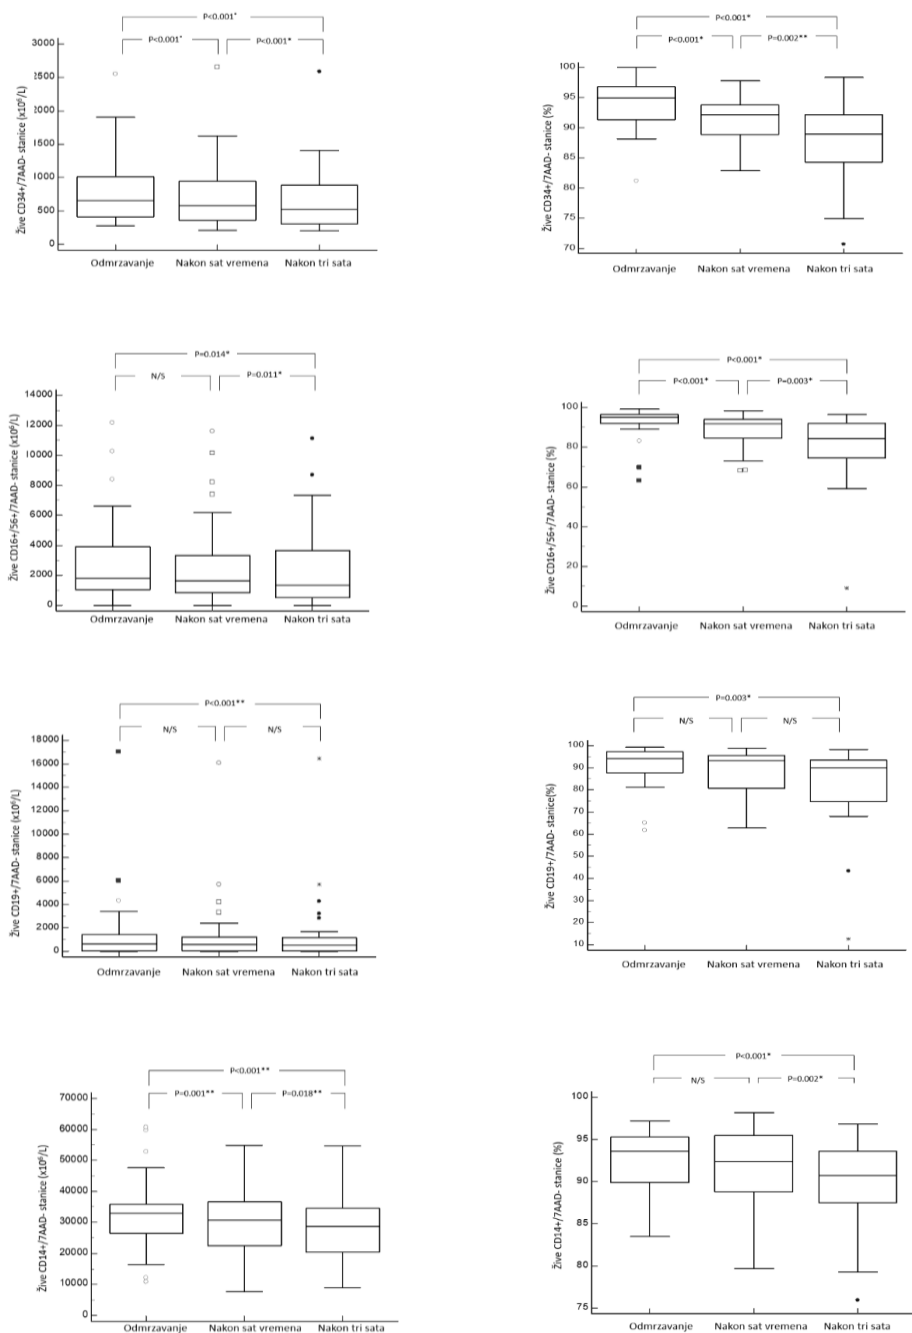 P<0.001*
P<0.001* P<0.001*
Žive CD34+/7AAD- stanice (x10⁶/L)
3000
2500
2000
1500
1000
500
0
Odmrzavanje Nakon sat vremena Nakon tri sata
P<0.001*
P<0.001* P=0.002**
Žive CD34+/7AAD- stanice (%)
100
95
90
85
80
75
70
Odmrzavanje Nakon sat vremena Nakon tri sata
P=0.014*
N/S P=0.011*
Žive CD16+/56+/7AAD- stanice (x10⁶/L)
14000
12000
10000
8000
6000
4000
2000
0
Odmrzavanje Nakon sat vremena Nakon tri sata
P<0.001*
P<0.001* P=0.003*
Žive CD16+/56+/7AAD- stanice (%)
100
80
60
40
20
0
Odmrzavanje Nakon sat vremena Nakon tri sata
P<0.001**
N/S N/S
Žive CD19+/7AAD- stanice (x10⁶/L)
18000
16000
14000
12000
10000
8000
6000
4000
2000
0
Odmrzavanje Nakon sat vremena Nakon tri sata
P=0.003*
N/S N/S
Žive CD19+/7AAD- stanice(%)
100
90
80
70
60
50
40
30
20
10
Odmrzavanje Nakon sat vremena Nakon tri sata
P<0.001**
P=0.001** P=0.018**
Žive CD14+/7AAD- stanice (x10⁶/L)
70000
60000
50000
40000
30000
20000
10000
0
Odmrzavanje Nakon sat vremena Nakon tri sata
P<0.001*
N/S P=0.002*
Žive CD14+/7AAD- stanice (%)
100
95
90
85
80
75
Odmrzavanje Nakon sat vremena Nakon tri sata